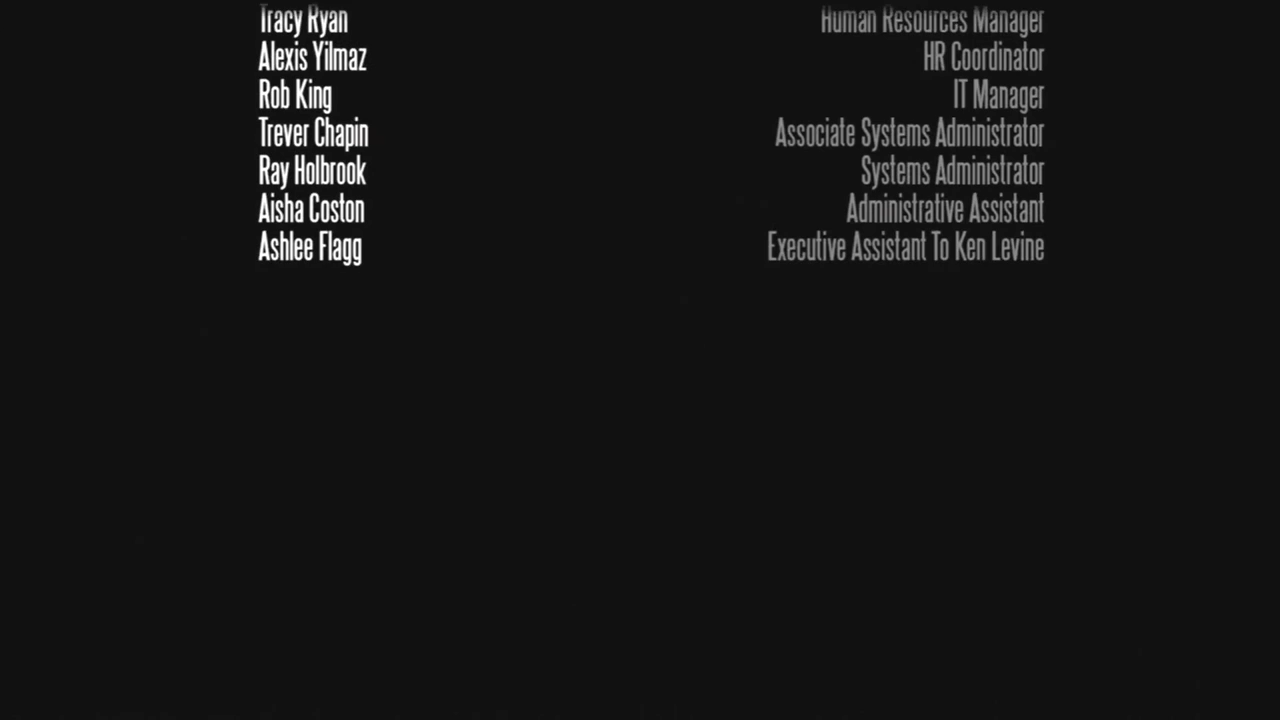 Tracy Ryan Human Resources Manager
Alexis Yilmaz HR Coordinator
Rob King IT Manager
Trever Chapin Associate Systems Administrator
Ray Holbrook Systems Administrator
Aisha Coston Administrative Assistant
Ashlee Flagg Executive Assistant To Ken Levine